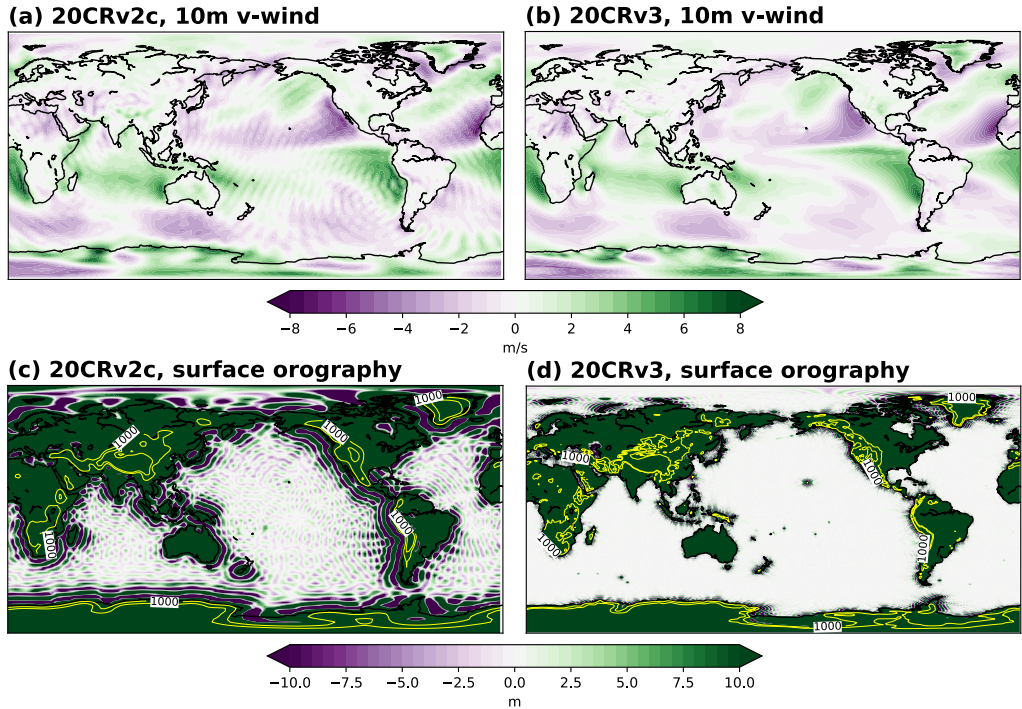 (a) 20CRv2c, 10m v-wind
(b) 20CRv3, 10m v-wind
−8 −6 −4 −2 0 2 4 6 8
m/s
(c) 20CRv2c, surface orography
(d) 20CRv3, surface orography
1000
1000
1000
1000
1000
1000
1000
1000
1000
1000
1000
1000
−10.0 −7.5 −5.0 −2.5 0.0 2.5 5.0 7.5 10.0
m